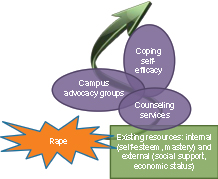 Coping
self-
efficacy
Campus
advocacy groups
Counseling
services
Rape
Existing resources: internal
(self-esteem, mastery) and
external (social support,
economic status)